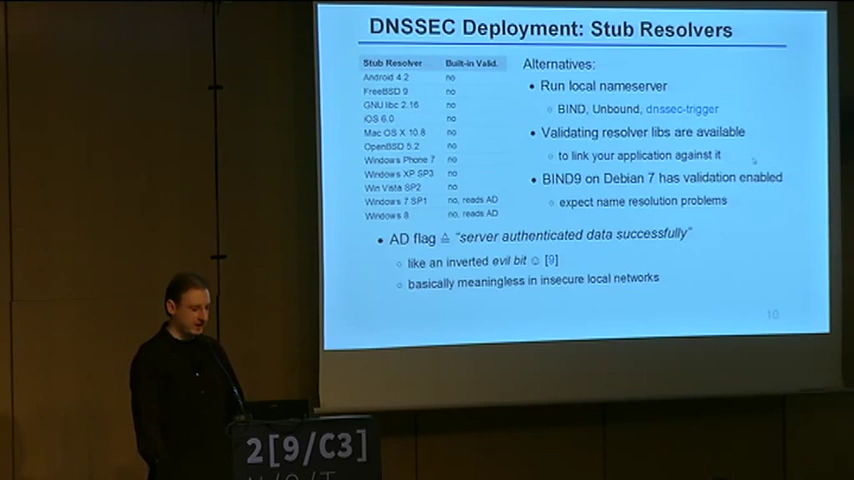 DNSSEC Deployment: Stub Resolvers
Stub Resolver Built-in Valid.
Android 4.2 no
FreeBSD 9 no
GNU libc 2.16 no
iOS 6.0 no
Mac OS X 10.8 no
OpenBSD 5.2 no
Windows Phone 7 no
Windows XP SP3 no
Win Vista SP2 no
Windows 7 SP1 no, reads AD
Windows 8 no, reads AD
Alternatives:
• Run local nameserver
○ BIND, Unbound, dnssec-trigger
• Validating resolver libs are available
○ to link your application against it
• BIND9 on Debian 7 has validation enabled
○ expect name resolution problems
• AD flag ≙ "server authenticated data successfully"
○ like an inverted evil bit ☺ [9]
○ basically meaningless in insecure local networks
10
2[9/C3]